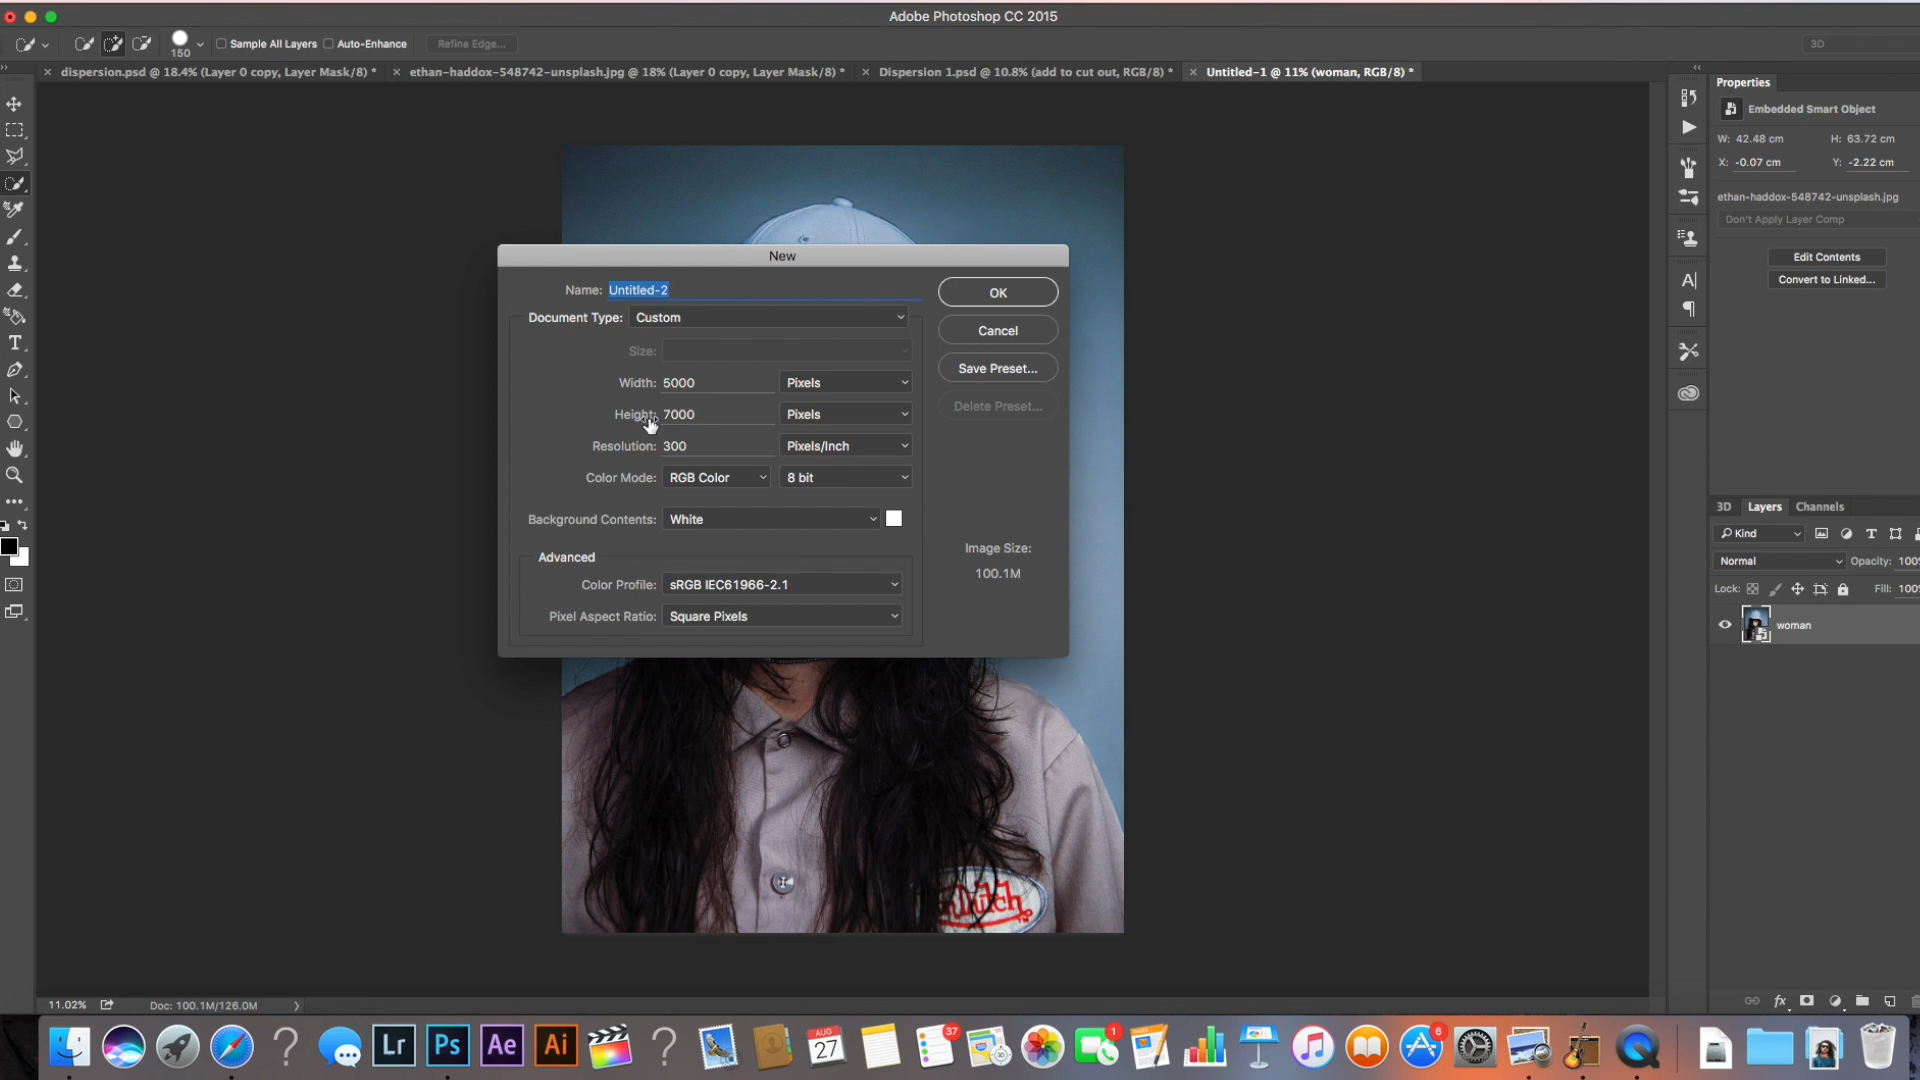 Adobe Photoshop CC 2015
150
Sample All Layers
Auto-Enhance
Refine Edge...
3D
dispersion.psd @ 18.4% (Layer 0 copy, Layer Mask/8) *
ethan-haddox-548742-unsplash.jpg @ 18% (Layer 0 copy, Layer Mask/8) *
Dispersion 1.psd @ 10.8% (add to cut out, RGB/8) *
Untitled-1 @ 11% (woman, RGB/8) *
Properties
Embedded Smart Object
W: 42.48 cm
H: 63.72 cm
X: -0.07 cm
Y: -2.22 cm
ethan-haddox-548742-unsplash.jpg
Don't Apply Layer Comp
Edit Contents
Convert to Linked...
New
Name: Untitled-2
Document Type: Custom
Size:
Width: 5000 Pixels
Height: 7000 Pixels
Resolution: 300 Pixels/Inch
Color Mode: RGB Color 8 bit
Background Contents: White
Advanced
Color Profile: sRGB IEC61966-2.1
Pixel Aspect Ratio: Square Pixels
OK
Cancel
Save Preset...
Delete Preset...
Image Size:
100.1M
3D Layers Channels
Kind
Normal
Opacity: 100
Lock:
Fill: 100
woman
11.02%
Doc: 100.1M/126.0M
Lr
Ps
Ae
Ai
AUG
27
37
1
6